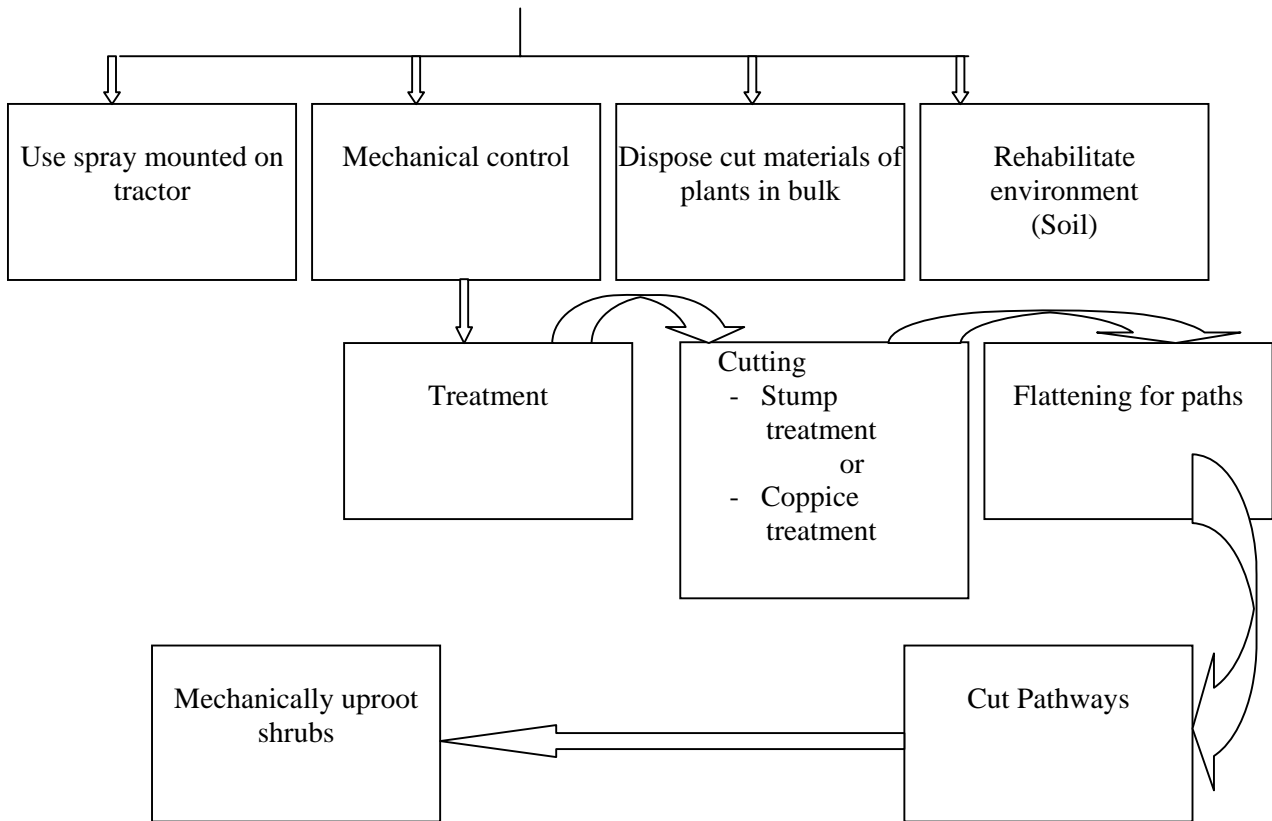 Use spray mounted on
tractor
Mechanical control
Dispose cut materials of
plants in bulk
Rehabilitate
environment
(Soil)
Treatment
Cutting
- Stump
treatment
or
- Coppice
treatment
Flattening for paths
Mechanically uproot
shrubs
Cut Pathways